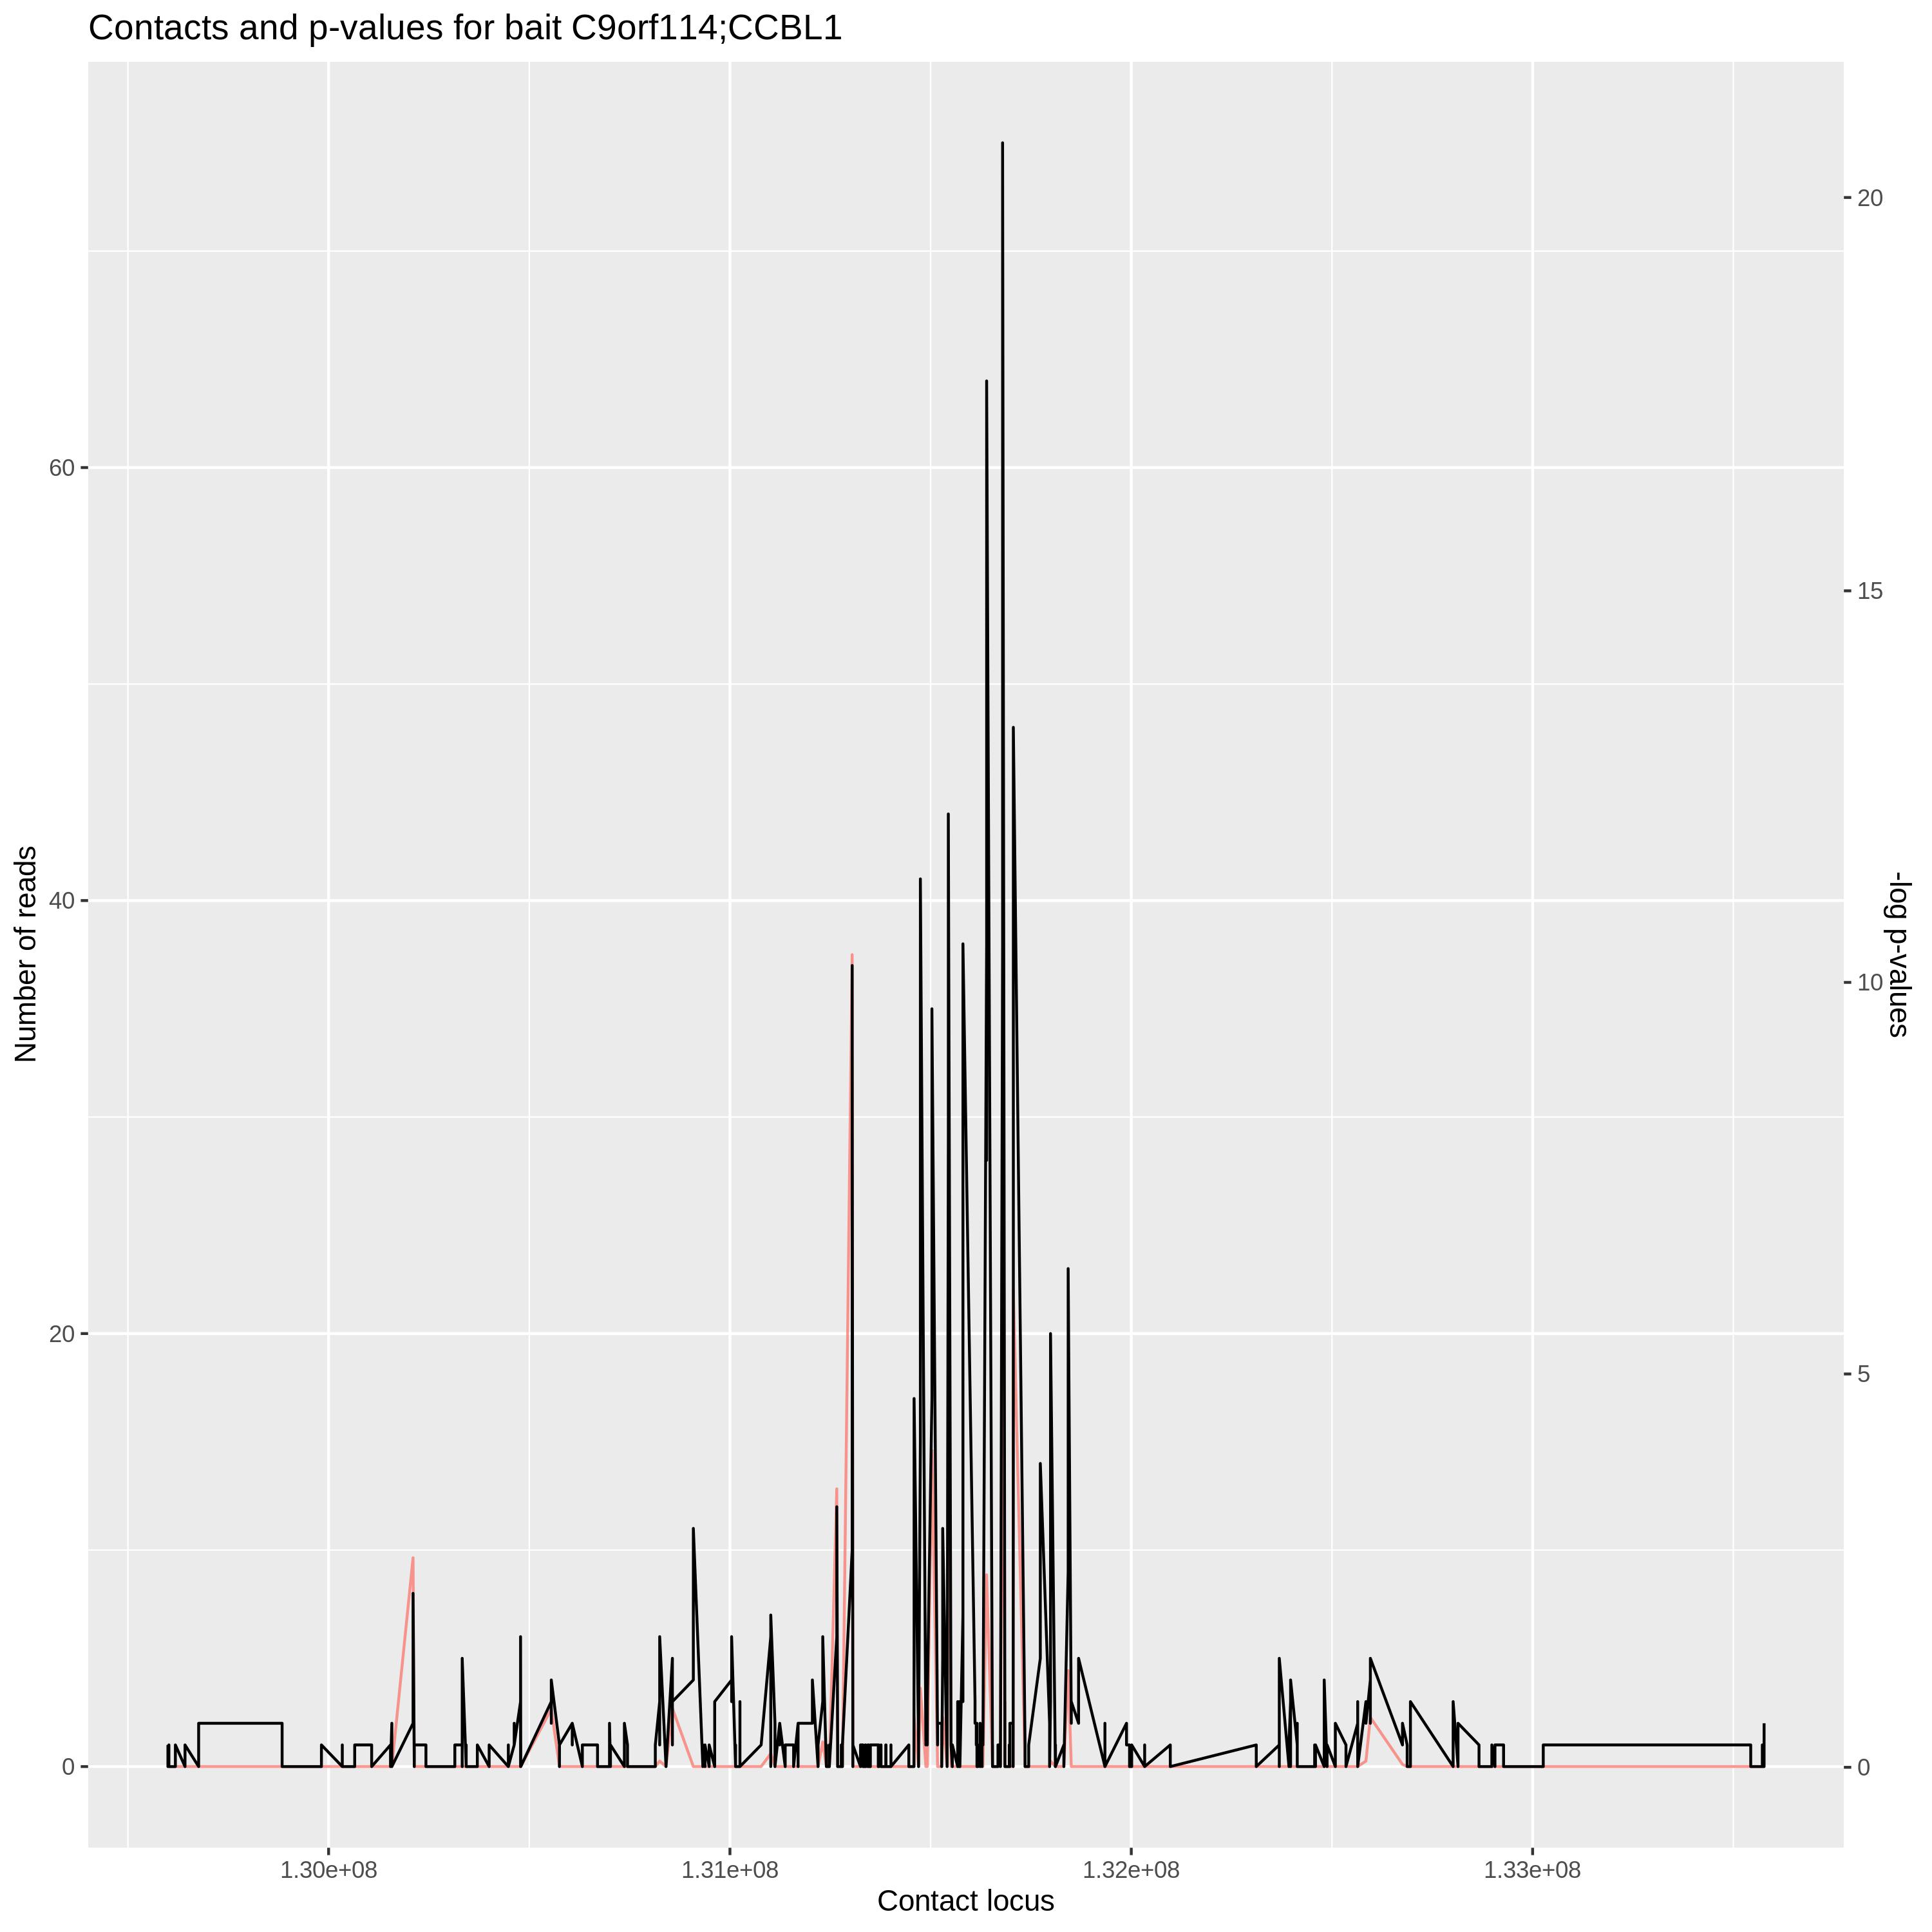 Contacts and p-values for bait C9orf114;CCBL1
Number of reads
60
40
20
0
20
15
10
5
0
-log p-values
1.30e+08
1.31e+08
1.32e+08
1.33e+08
Contact locus